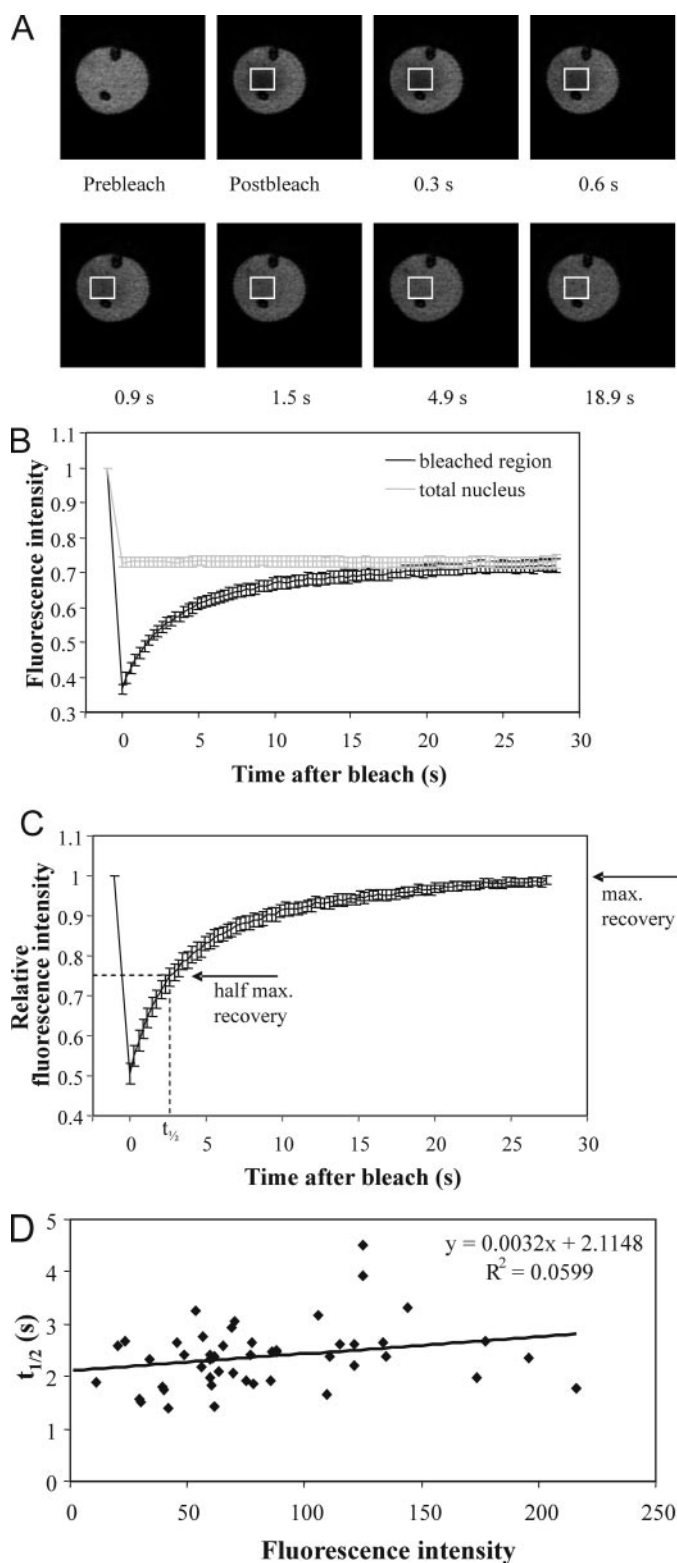 A
Prebleach Postbleach 0.3 s 0.6 s
0.9 s 1.5 s 4.9 s 18.9 s
B
1.1
1
0.9
0.8
0.7
0.6
0.5
0.4
0.3
Fluorescence intensity
bleached region
total nucleus
0 5 10 15 20 25 30
Time after bleach (s)
C
1.1
1
0.9
0.8
0.7
0.6
0.5
0.4
Relative
fluorescence intensity
max.
recovery
half max.
recovery
t½
0 5 10 15 20 25 30
Time after bleach (s)
D
5
4
3
2
1
0
t1/2 (s)
y = 0.0032x + 2.1148
R² = 0.0599
0 50 100 150 200 250
Fluorescence intensity